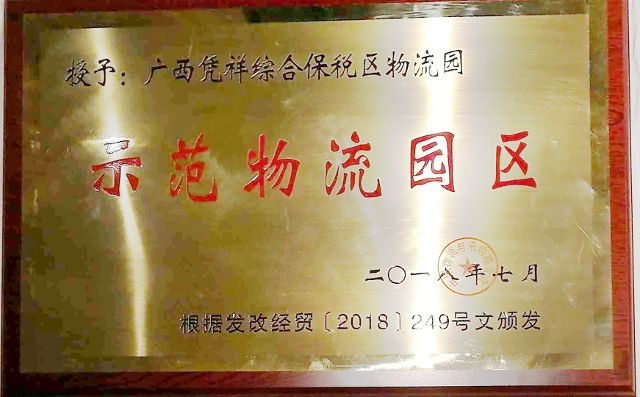 授予：广西凭祥综合保税区物流园
示范物流园区
二〇一八年七月
根据发改经贸〔2018〕249号文颁发